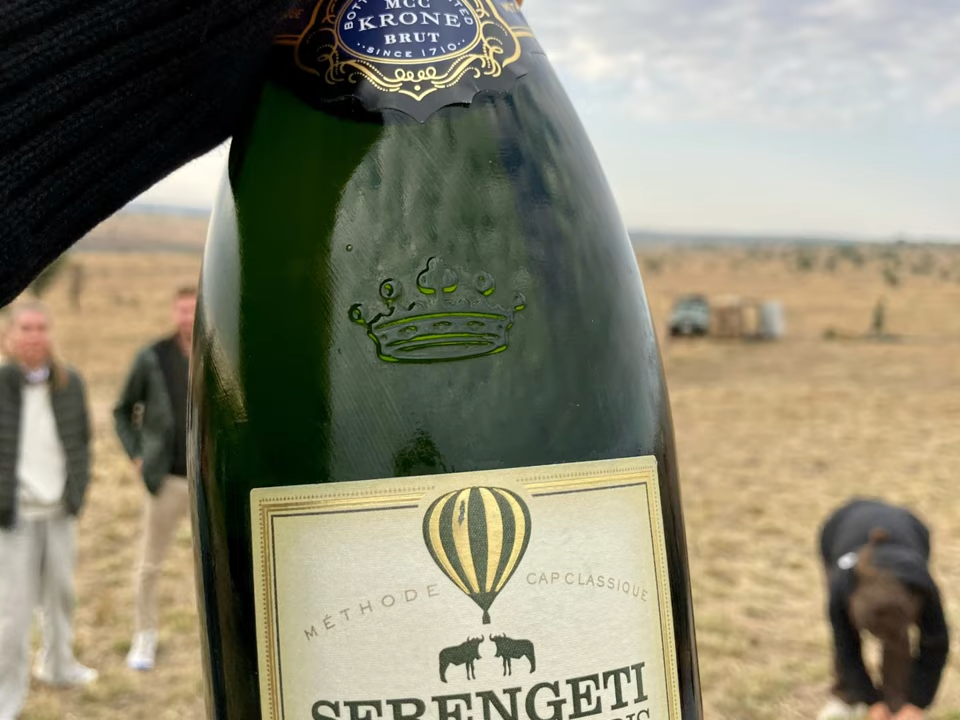 MCC
KRONE
BRUT
··SINCE 1710··
MÉTHODE CAP CLASSIQUE
SERENGETI